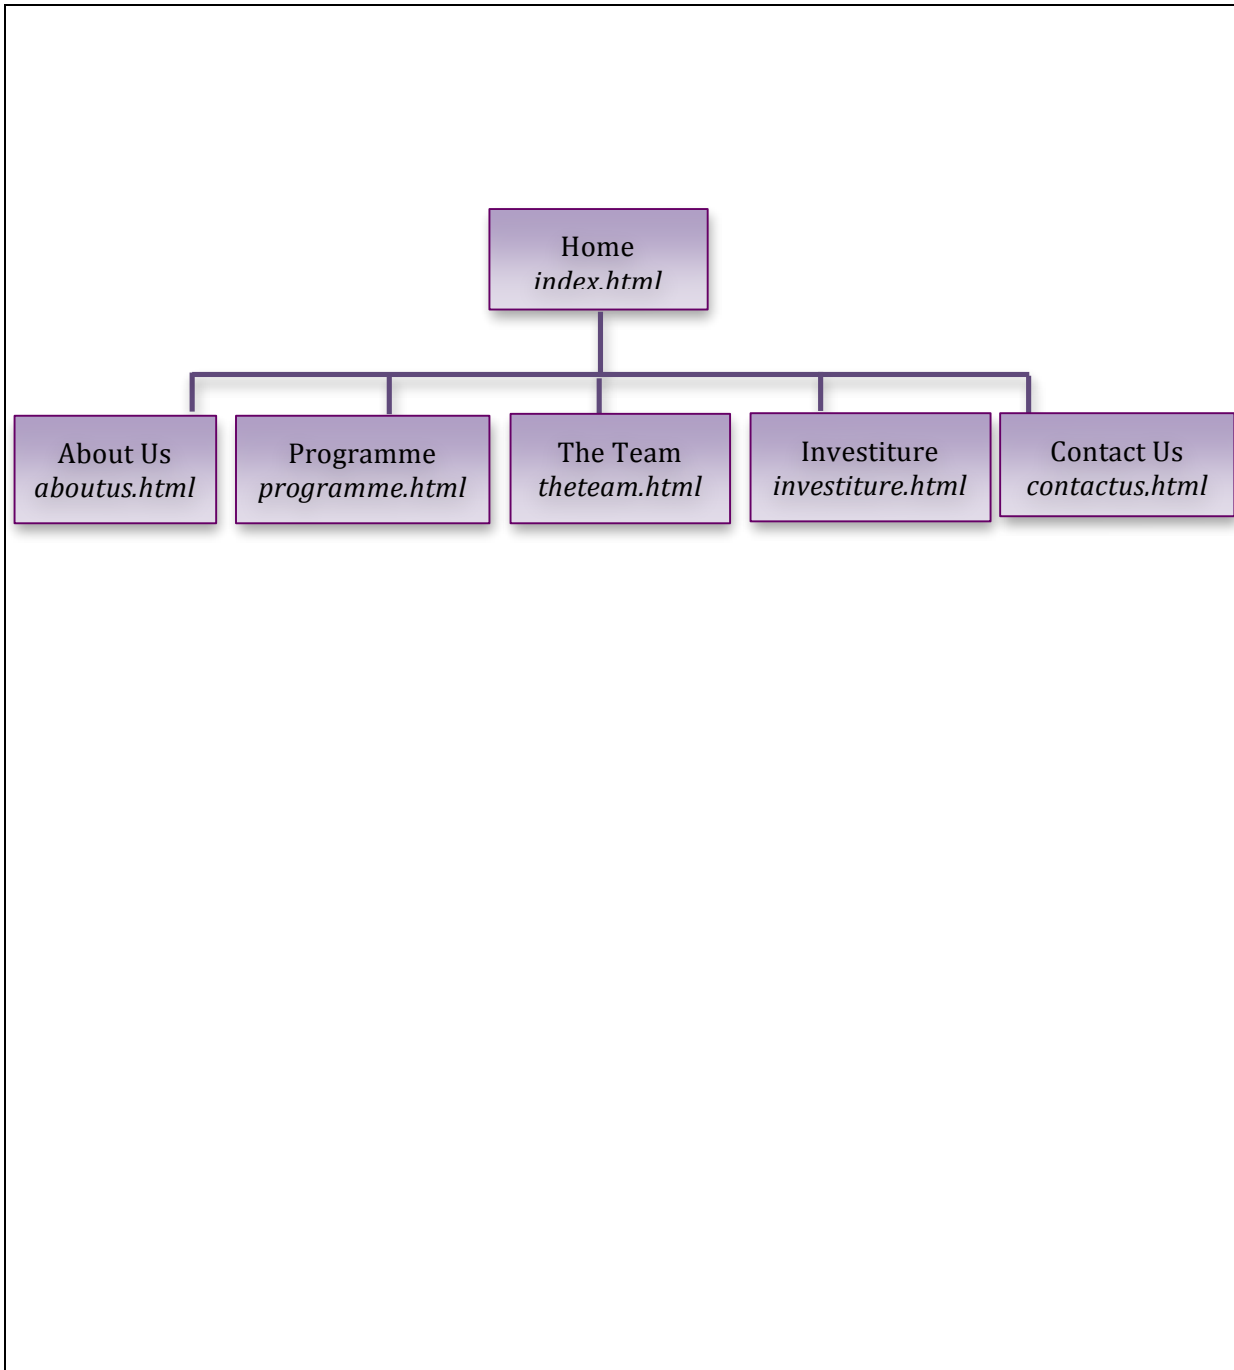 Home
index.html
About Us
aboutus.html
Programme
programme.html
The Team
theteam.html
Investiture
investiture.html
Contact Us
contactus.html